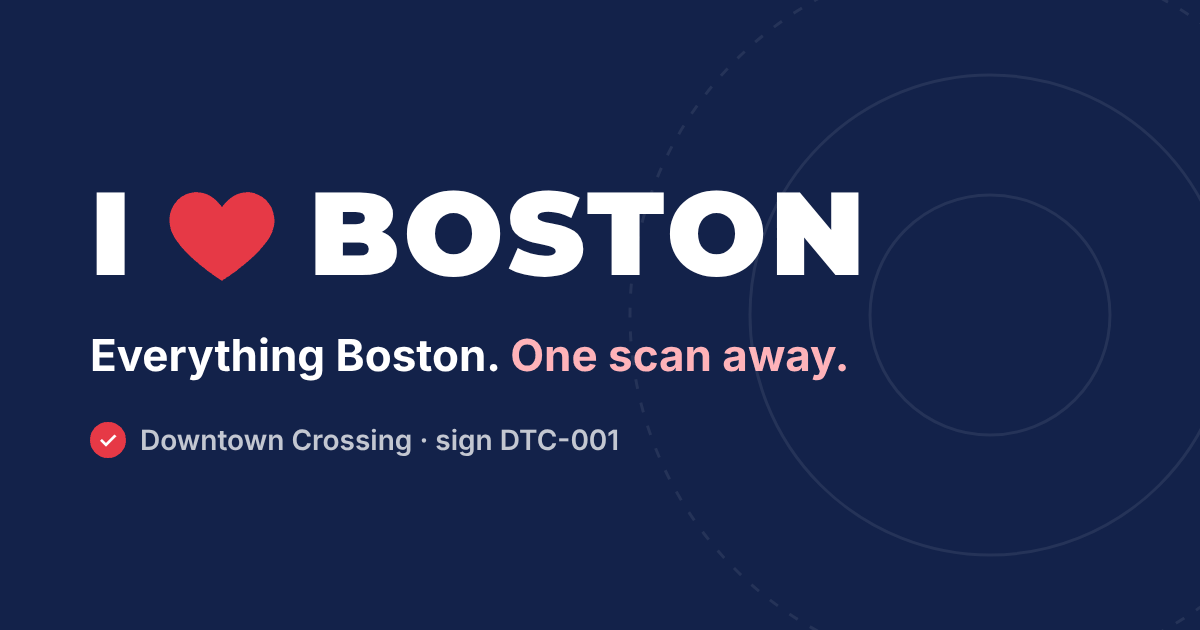 I ❤ BOSTON
Everything Boston. One scan away.
Downtown Crossing · sign DTC-001